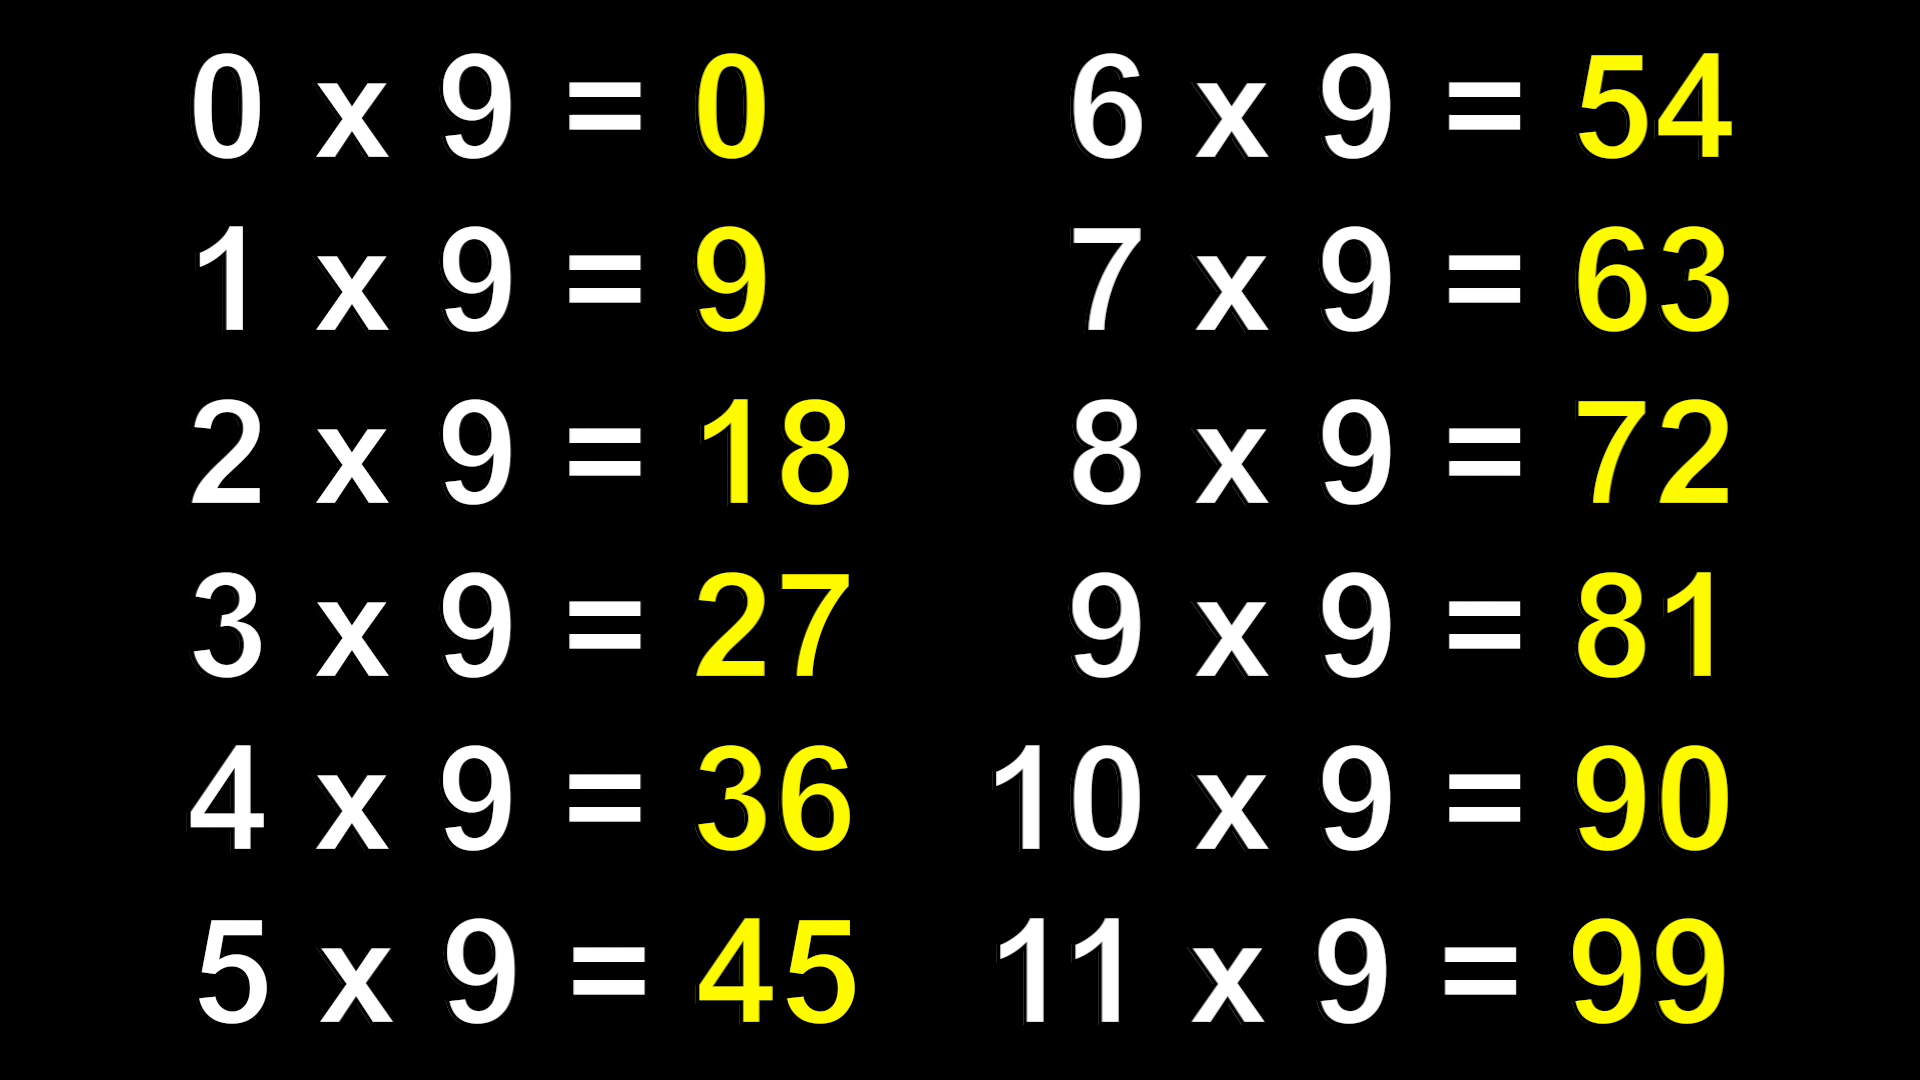 0 x 9 = 0
1 x 9 = 9
2 x 9 = 18
3 x 9 = 27
4 x 9 = 36
5 x 9 = 45
6 x 9 = 54
7 x 9 = 63
8 x 9 = 72
9 x 9 = 81
10 x 9 = 90
11 x 9 = 99